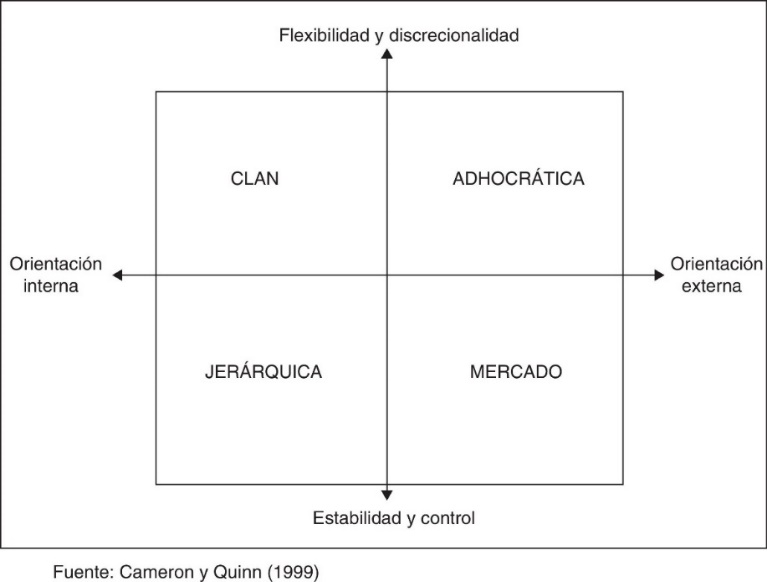 Flexibilidad y discrecionalidad
CLAN
ADHOCRÁTICA
Orientación
interna
Orientación
externa
JERÁRQUICA
MERCADO
Estabilidad y control
Fuente: Cameron y Quinn (1999)